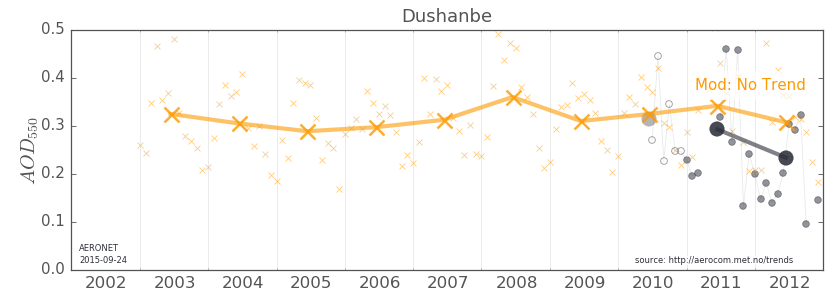 Dushanbe
0.5
0.4
0.3
0.2
0.1
0.0
AOD550
Mod: No Trend
AERONET
2015-09-24
source: http://aerocom.met.no/trends
2002 2003 2004 2005 2006 2007 2008 2009 2010 2011 2012